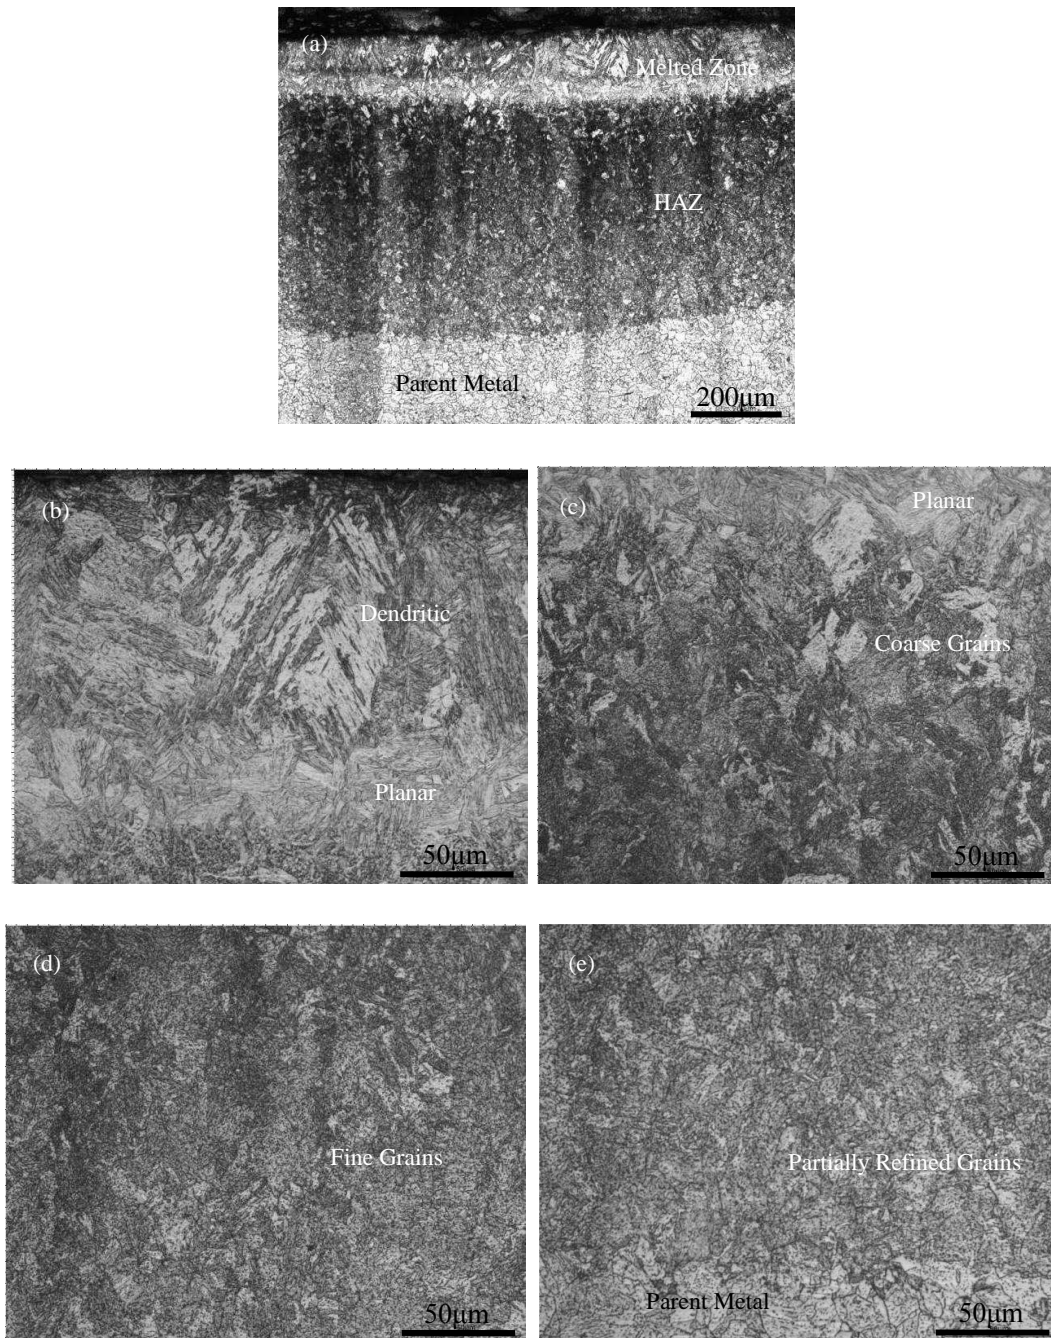 (a)
Melted Zone
HAZ
Parent Metal
200μm
(b)
Dendritic
Planar
50μm
(c)
Planar
Coarse Grains
50μm
(d)
Fine Grains
50μm
(e)
Partially Refined Grains
Parent Metal
50μm